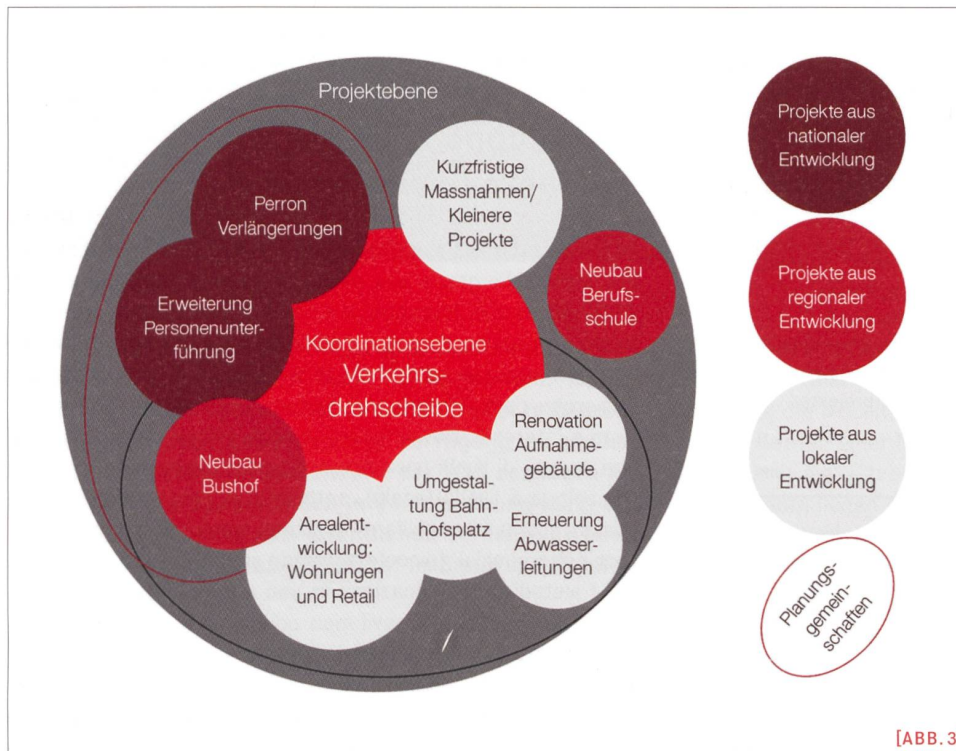 Projektebene
Perron
Verlängerungen
Kurzfristige
Massnahmen/
Kleinere
Projekte
Erweiterung
Personenunter-
führung
Neubau
Berufs-
schule
Koordinationsebene
Verkehrs-
drehscheibe
Neubau
Bushof
Renovation
Aufnahme-
gebäude
Umgestal-
tung Bahn-
hofsplatz
Arealent-
wicklung:
Wohnungen
und Retail
Erneuerung
Abwasser-
leitungen
Projekte aus
nationaler
Entwicklung
Projekte aus
regionaler
Entwicklung
Projekte aus
lokaler
Entwicklung
Planungs-
gemein-
schaften
[ABB. 3